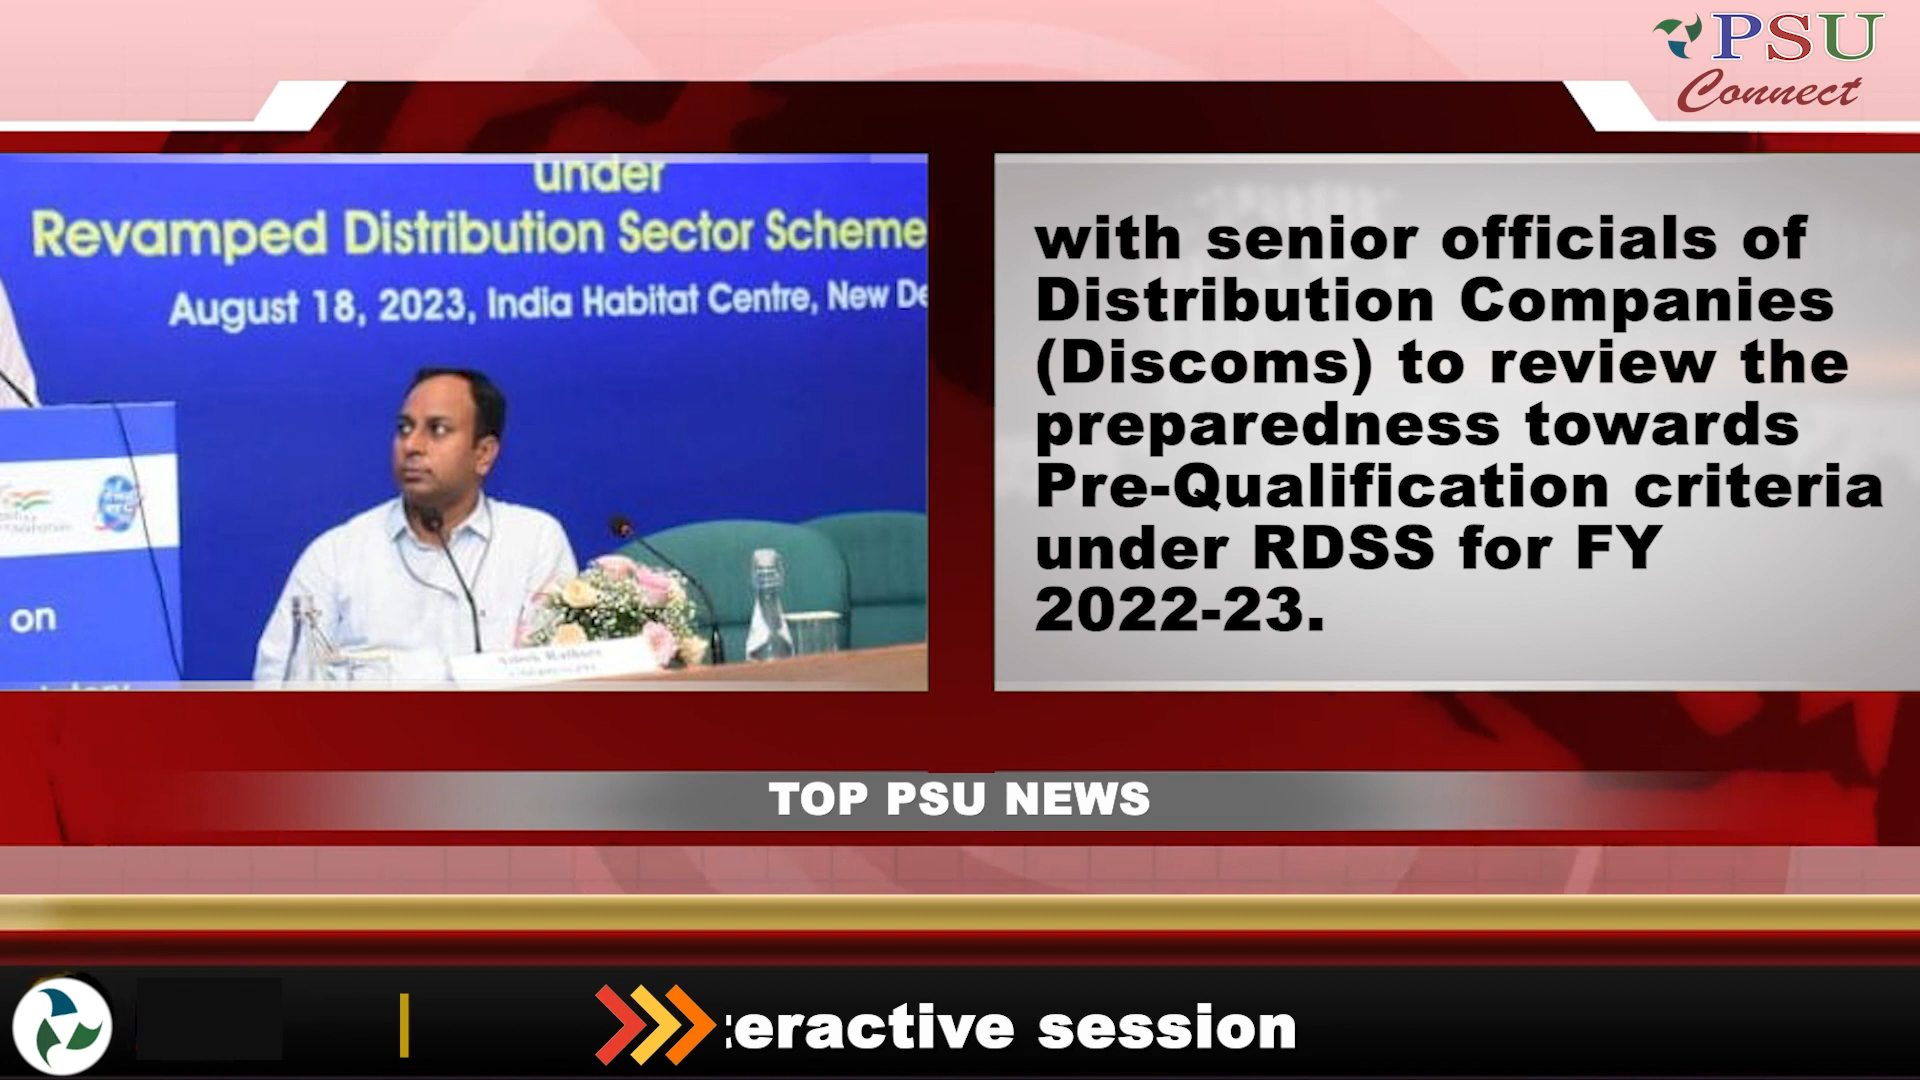 PSU
Connect
under
Revamped Distribution Sector Scheme
August 18, 2023, India Habitat Centre, New De
on
with senior officials of
Distribution Companies
(Discoms) to review the
preparedness towards
Pre-Qualification criteria
under RDSS for FY
2022-23.
TOP PSU NEWS
teractive session